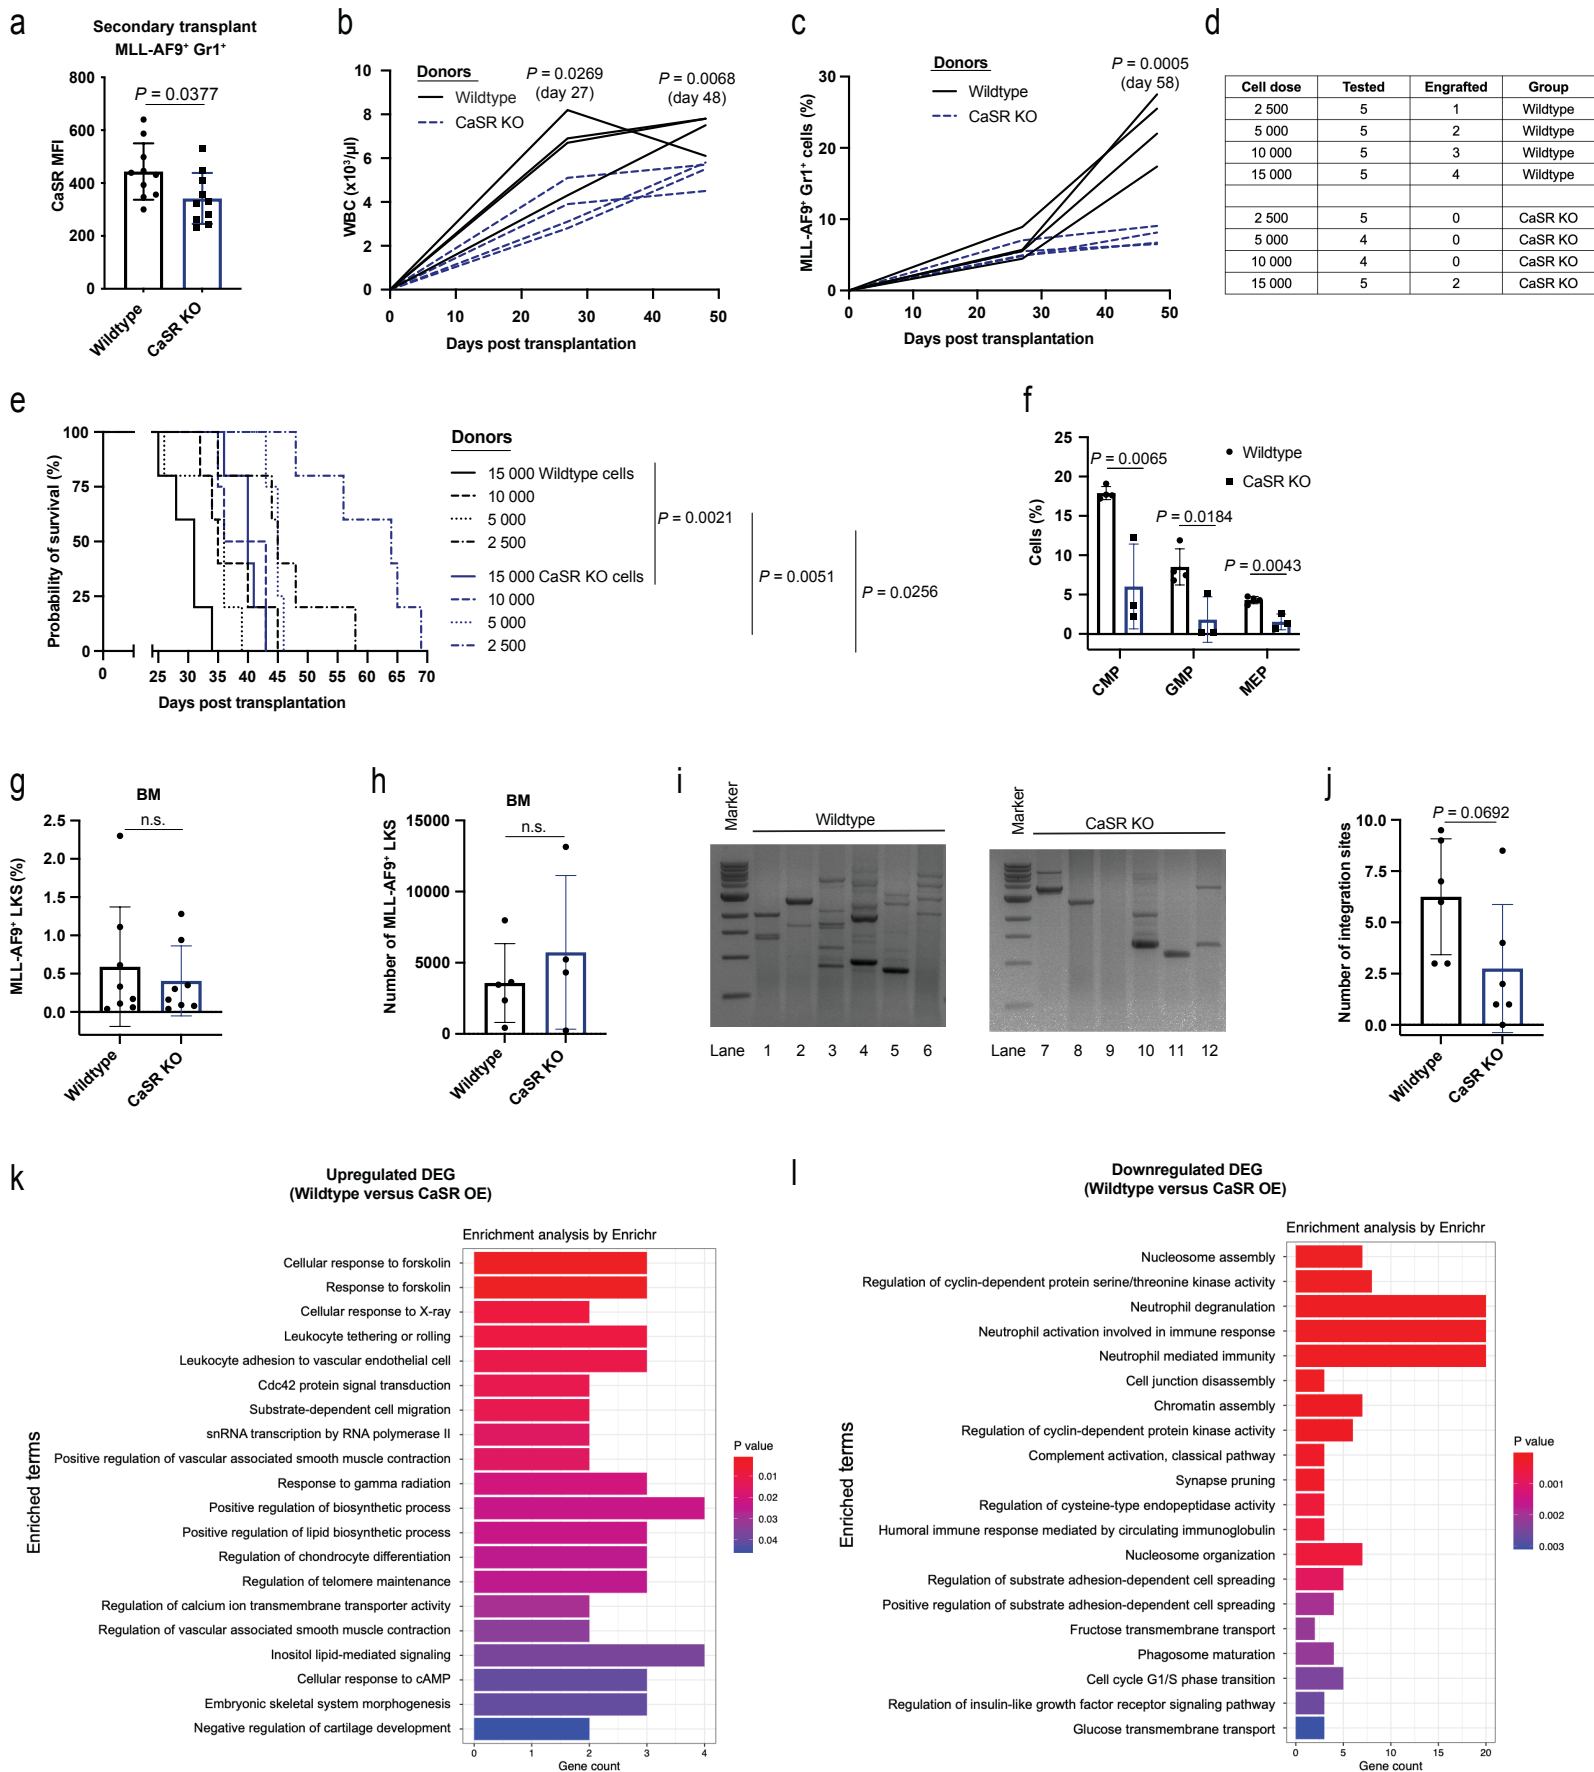 a
Secondary transplant
MLL-AF9⁺ Gr1⁺
P = 0.0377
CaSR MFI
800
600
400
200
0
Wildtype
CaSR KO
b
Donors
Wildtype
CaSR KO
P = 0.0269
(day 27)
P = 0.0068
(day 48)
WBC (x10³/µl)
10
8
6
4
2
0
0 10 20 30 40 50
Days post transplantation
c
Donors
Wildtype
CaSR KO
P = 0.0005
(day 58)
MLL-AF9⁺ Gr1⁺ cells (%)
30
20
10
0
0 10 20 30 40 50
Days post transplantation
d
Cell dose Tested Engrafted Group
2 500 5 1 Wildtype
5 000 5 2 Wildtype
10 000 5 3 Wildtype
15 000 5 4 Wildtype
2 500 5 0 CaSR KO
5 000 4 0 CaSR KO
10 000 4 0 CaSR KO
15 000 5 2 CaSR KO
e
Probability of survival (%)
100
75
50
25
0
0 25 30 35 40 45 50 55 60 65 70
Days post transplantation
Donors
15 000 Wildtype cells
10 000
5 000
2 500
15 000 CaSR KO cells
10 000
5 000
2 500
P = 0.0021
P = 0.0051
P = 0.0256
f
Cells (%)
25
20
15
10
5
0
P = 0.0065
P = 0.0184
P = 0.0043
Wildtype
CaSR KO
CMP
GMP
MEP
g
BM
n.s.
MLL-AF9⁺ LKS (%)
2.5
2.0
1.5
1.0
0.5
0.0
Wildtype
CaSR KO
h
BM
n.s.
Number of MLL-AF9⁺ LKS
15000
10000
5000
0
Wildtype
CaSR KO
i
Marker
Wildtype
Lane 1 2 3 4 5 6
Marker
CaSR KO
Lane 7 8 9 10 11 12
j
P = 0.0692
Number of integration sites
10.0
7.5
5.0
2.5
0.0
Wildtype
CaSR KO
k
Upregulated DEG
(Wildtype versus CaSR OE)
Enrichment analysis by Enrichr
Enriched terms
Cellular response to forskolin
Response to forskolin
Cellular response to X-ray
Leukocyte tethering or rolling
Leukocyte adhesion to vascular endothelial cell
Cdc42 protein signal transduction
Substrate-dependent cell migration
snRNA transcription by RNA polymerase II
Positive regulation of vascular associated smooth muscle contraction
Response to gamma radiation
Positive regulation of biosynthetic process
Positive regulation of lipid biosynthetic process
Regulation of chondrocyte differentiation
Regulation of telomere maintenance
Regulation of calcium ion transmembrane transporter activity
Regulation of vascular associated smooth muscle contraction
Inositol lipid-mediated signaling
Cellular response to cAMP
Embryonic skeletal system morphogenesis
Negative regulation of cartilage development
0 1 2 3 4
Gene count
P value
0.01
0.02
0.03
0.04
l
Downregulated DEG
(Wildtype versus CaSR OE)
Enrichment analysis by Enrichr
Enriched terms
Nucleosome assembly
Regulation of cyclin-dependent protein serine/threonine kinase activity
Neutrophil degranulation
Neutrophil activation involved in immune response
Neutrophil mediated immunity
Cell junction disassembly
Chromatin assembly
Regulation of cyclin-dependent protein kinase activity
Complement activation, classical pathway
Synapse pruning
Regulation of cysteine-type endopeptidase activity
Humoral immune response mediated by circulating immunoglobulin
Nucleosome organization
Regulation of substrate adhesion-dependent cell spreading
Positive regulation of substrate adhesion-dependent cell spreading
Fructose transmembrane transport
Phagosome maturation
Cell cycle G1/S phase transition
Regulation of insulin-like growth factor receptor signaling pathway
Glucose transmembrane transport
0 5 10 15 20
Gene count
P value
0.001
0.002
0.003